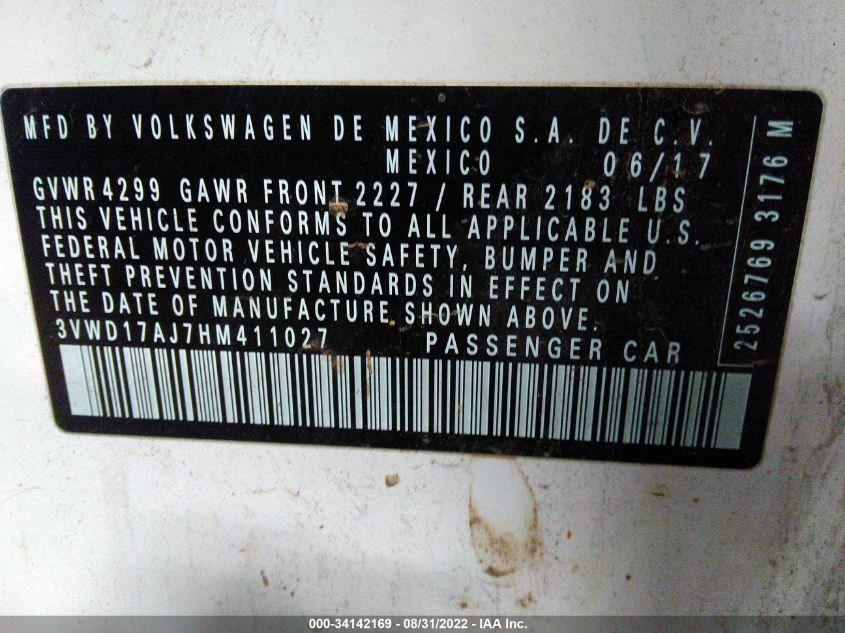 MFD BY VOLKSWAGEN DE MEXICO S.A. DE C.V.
MEXICO 06/17
GVWR 4299 GAWR FRONT 2227 / REAR 2183 LBS
THIS VEHICLE CONFORMS TO ALL APPLICABLE U.S.
FEDERAL MOTOR VEHICLE SAFETY, BUMPER AND
THEFT PREVENTION STANDARDS IN EFFECT ON
THE DATE OF MANUFACTURE SHOWN ABOVE.
3VWD17AJ7HM411027 PASSENGER CAR
2526769 3176 M
000-34142169 - 08/31/2022 - IAA Inc.